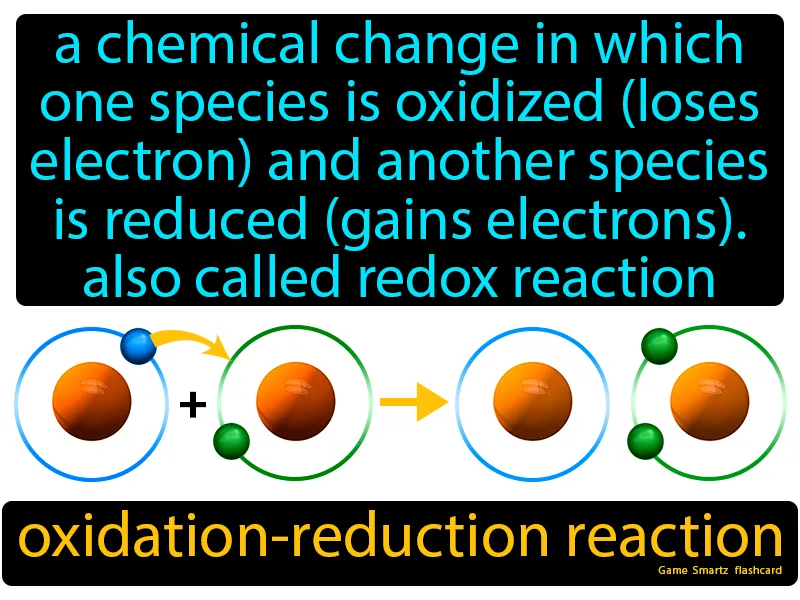 a chemical change in which
one species is oxidized (loses
electron) and another species
is reduced (gains electrons).
also called redox reaction
+
oxidation-reduction reaction
Game Smartz flashcard